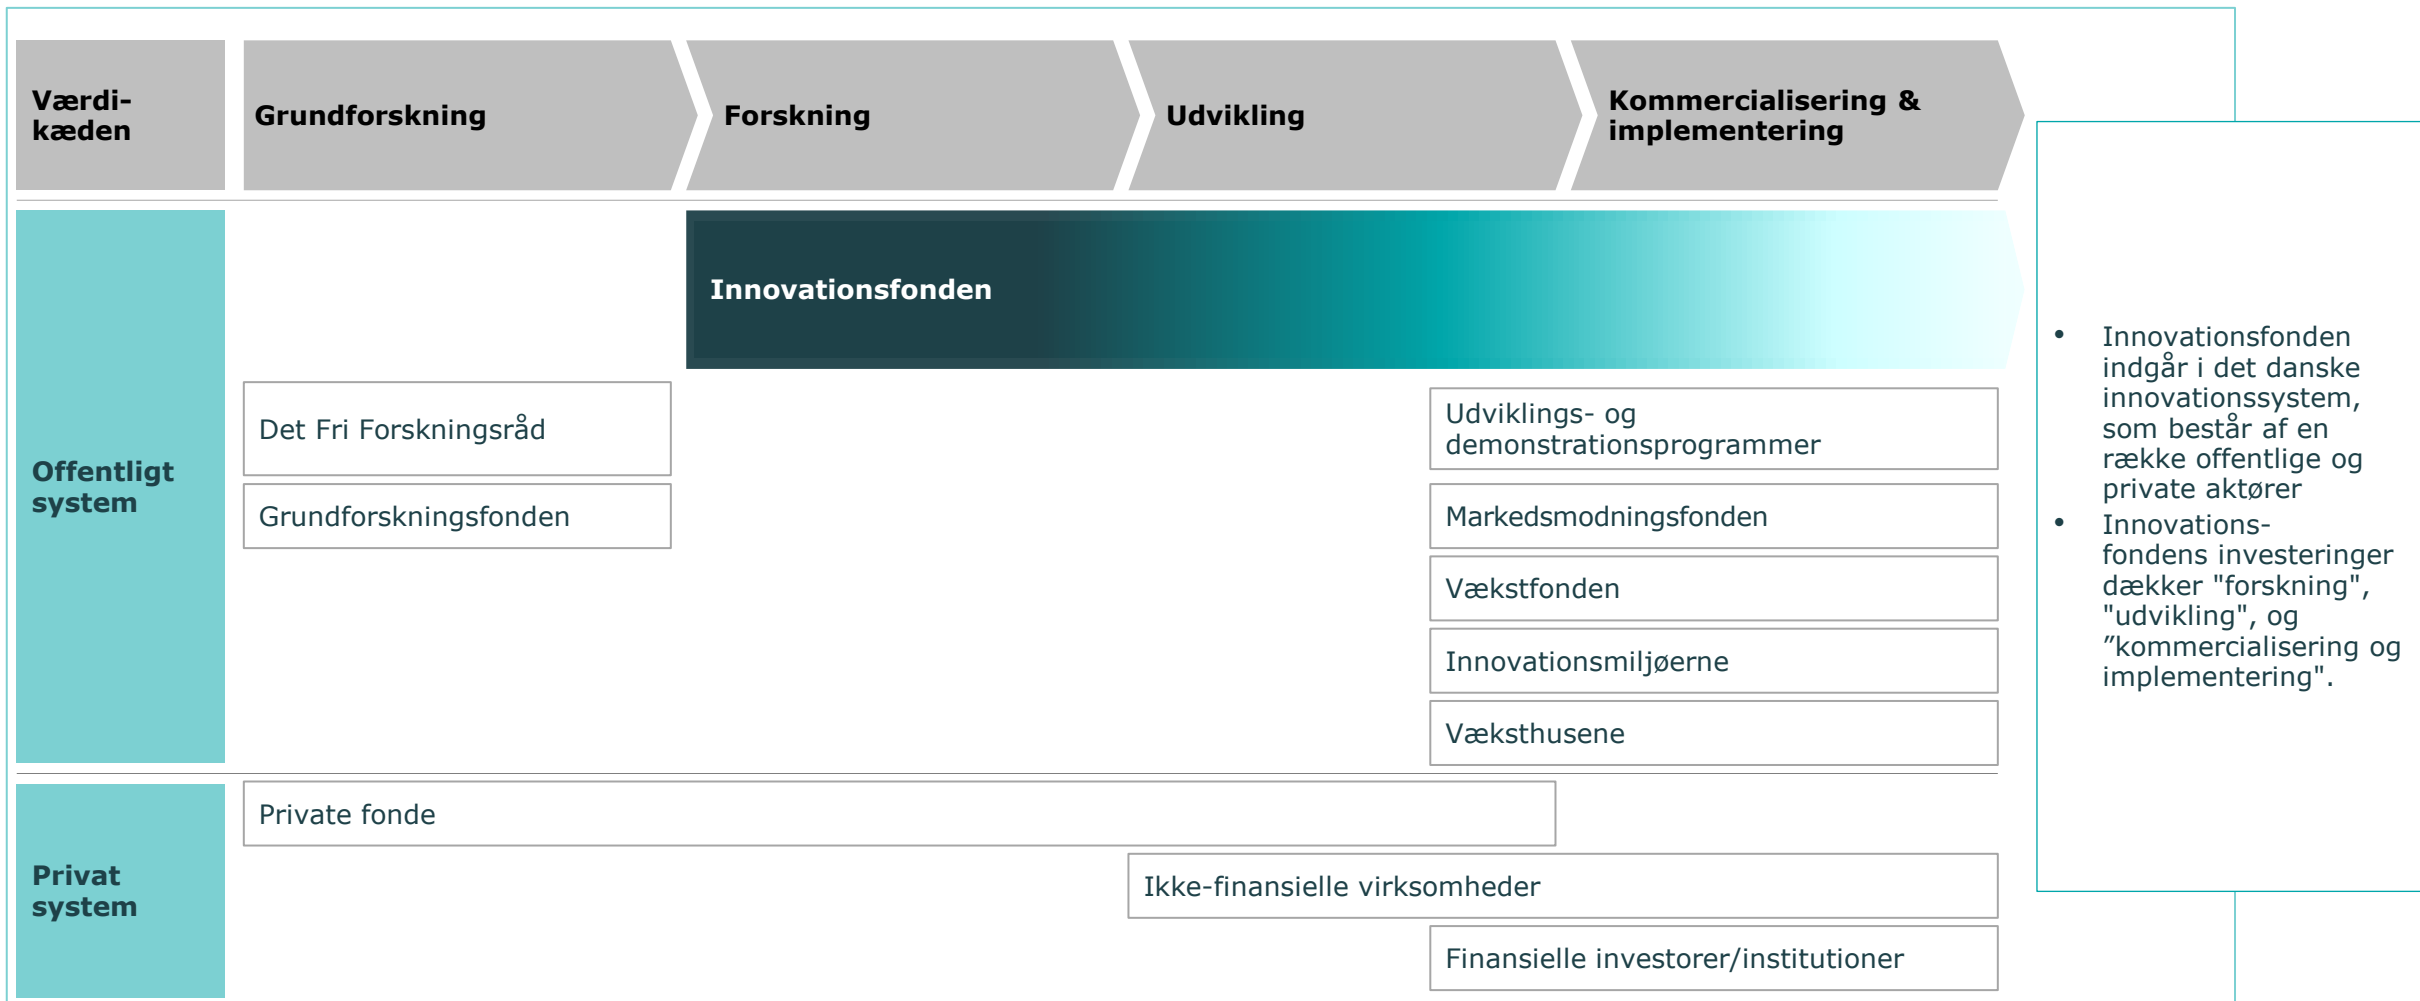 Værdi-
kæden
Grundforskning
Forskning
Udvikling
Kommercialisering &
implementering
Offentligt
system
Innovationsfonden
Det Fri Forskningsråd
Grundforskningsfonden
Udviklings- og
demonstrationsprogrammer
Markedsmodningsfonden
Vækstfonden
Innovationsmiljøerne
Væksthusene
Privat
system
Private fonde
Ikke-finansielle virksomheder
Finansielle investorer/institutioner
• Innovationsfonden
indgår i det danske
innovationssystem,
som består af en
række offentlige og
private aktører
• Innovations-
fondens investeringer
dækker "forskning",
"udvikling", og
”kommercialisering og
implementering".